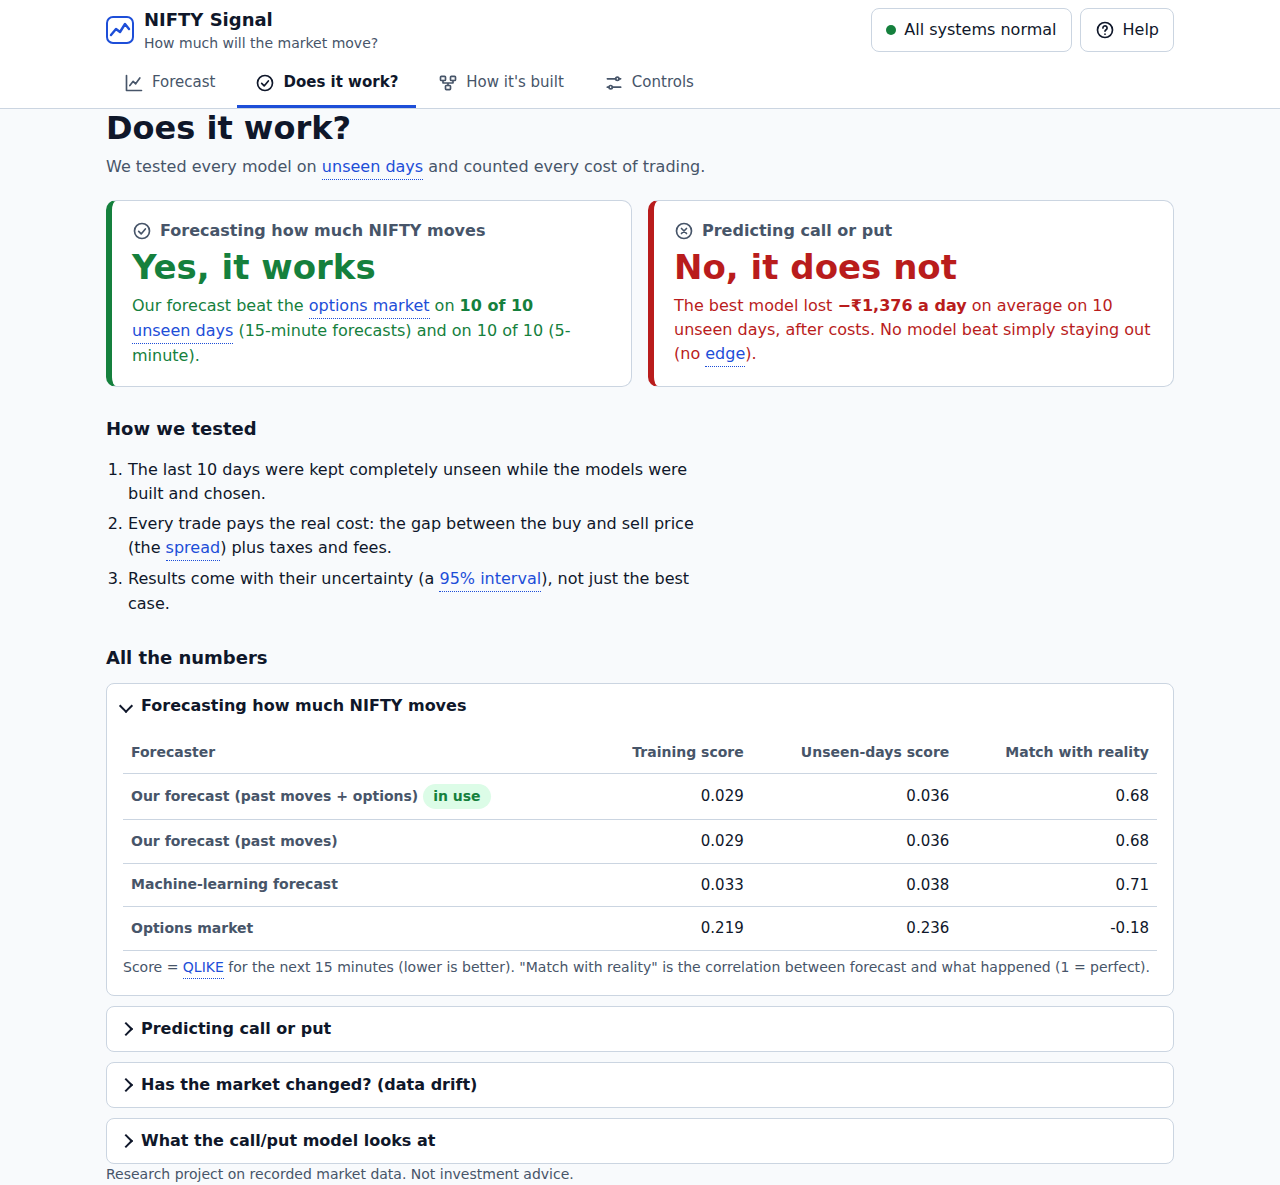 NIFTY Signal
How much will the market move?
All systems normal
Help
Forecast
Does it work?
How it's built
Controls
Does it work?
We tested every model on unseen days and counted every cost of trading.
Forecasting how much NIFTY moves
Yes, it works
Our forecast beat the options market on 10 of 10
unseen days (15-minute forecasts) and on 10 of 10 (5-
minute).
Predicting call or put
No, it does not
The best model lost −₹1,376 a day on average on 10
unseen days, after costs. No model beat simply staying out
(no edge).
How we tested
1. The last 10 days were kept completely unseen while the models were
built and chosen.
2. Every trade pays the real cost: the gap between the buy and sell price
(the spread) plus taxes and fees.
3. Results come with their uncertainty (a 95% interval), not just the best
case.
All the numbers
Forecasting how much NIFTY moves
Forecaster Training score Unseen-days score Match with reality
Our forecast (past moves + options) in use 0.029 0.036 0.68
Our forecast (past moves) 0.029 0.036 0.68
Machine-learning forecast 0.033 0.038 0.71
Options market 0.219 0.236 -0.18
Score = QLIKE for the next 15 minutes (lower is better). "Match with reality" is the correlation between forecast and what happened (1 = perfect).
Predicting call or put
Has the market changed? (data drift)
What the call/put model looks at
Research project on recorded market data. Not investment advice.